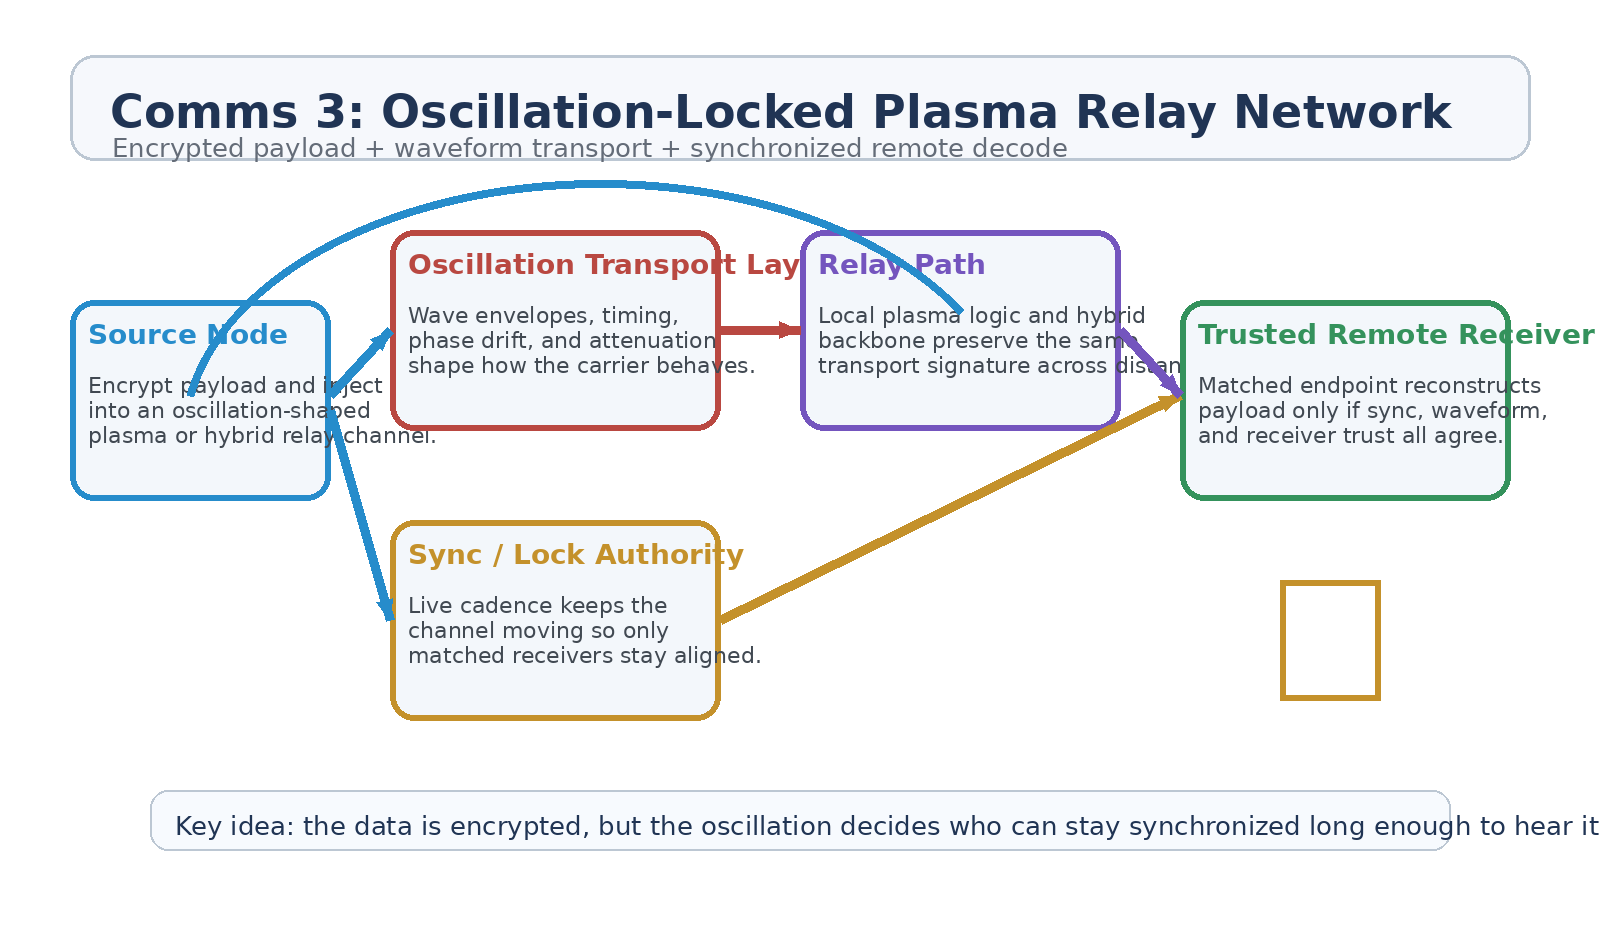 Comms 3: Oscillation-Locked Plasma Relay Network
Encrypted payload + waveform transport + synchronized remote decode
Source Node
Encrypt payload and inject
into an oscillation-shaped
plasma or hybrid relay channel.
Oscillation Transport Lay
Wave envelopes, timing,
phase drift, and attenuation
shape how the carrier behaves.
Relay Path
Local plasma logic and hybrid
backbone preserve the same
transport signature across distan
Trusted Remote Receiver
Matched endpoint reconstructs
payload only if sync, waveform,
and receiver trust all agree.
Sync / Lock Authority
Live cadence keeps the
channel moving so only
matched receivers stay aligned.
Key idea: the data is encrypted, but the oscillation decides who can stay synchronized long enough to hear it